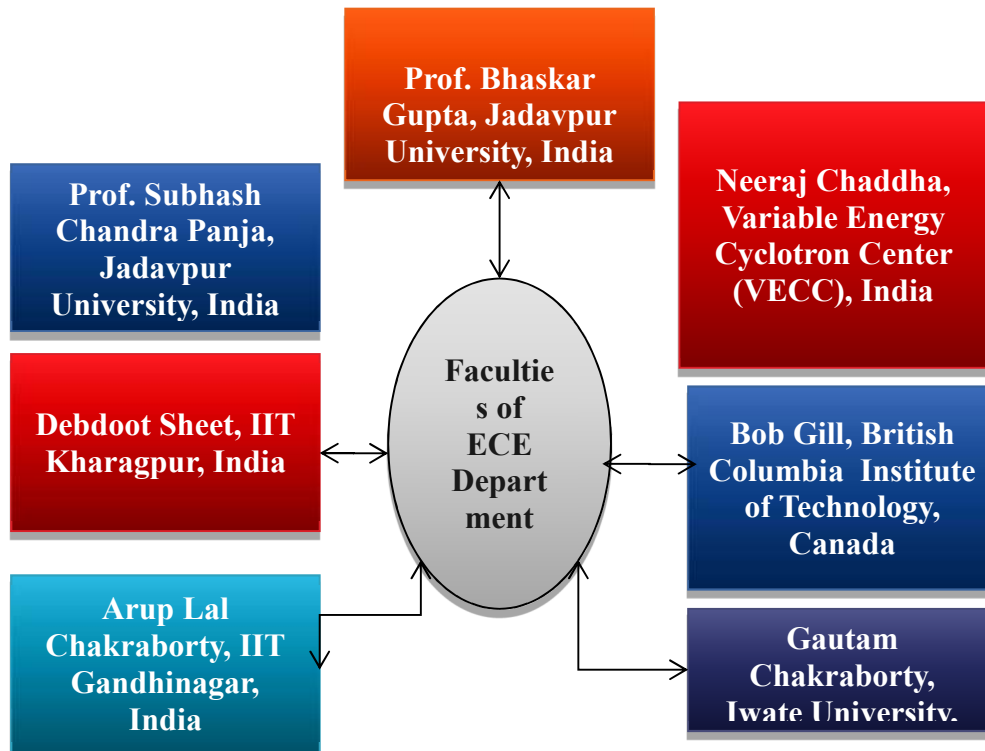 Prof. Bhaskar
Gupta, Jadavpur
University, India
Prof. Subhash
Chandra Panja,
Jadavpur
University, India
Neeraj Chaddha,
Variable Energy
Cyclotron Center
(VECC), India
Facultie
s of
ECE
Depart
ment
Debdoot Sheet, IIT
Kharagpur, India
Bob Gill, British
Columbia Institute
of Technology,
Canada
Arup Lal
Chakraborty, IIT
Gandhinagar,
India
Gautam
Chakraborty,
Iwate University,